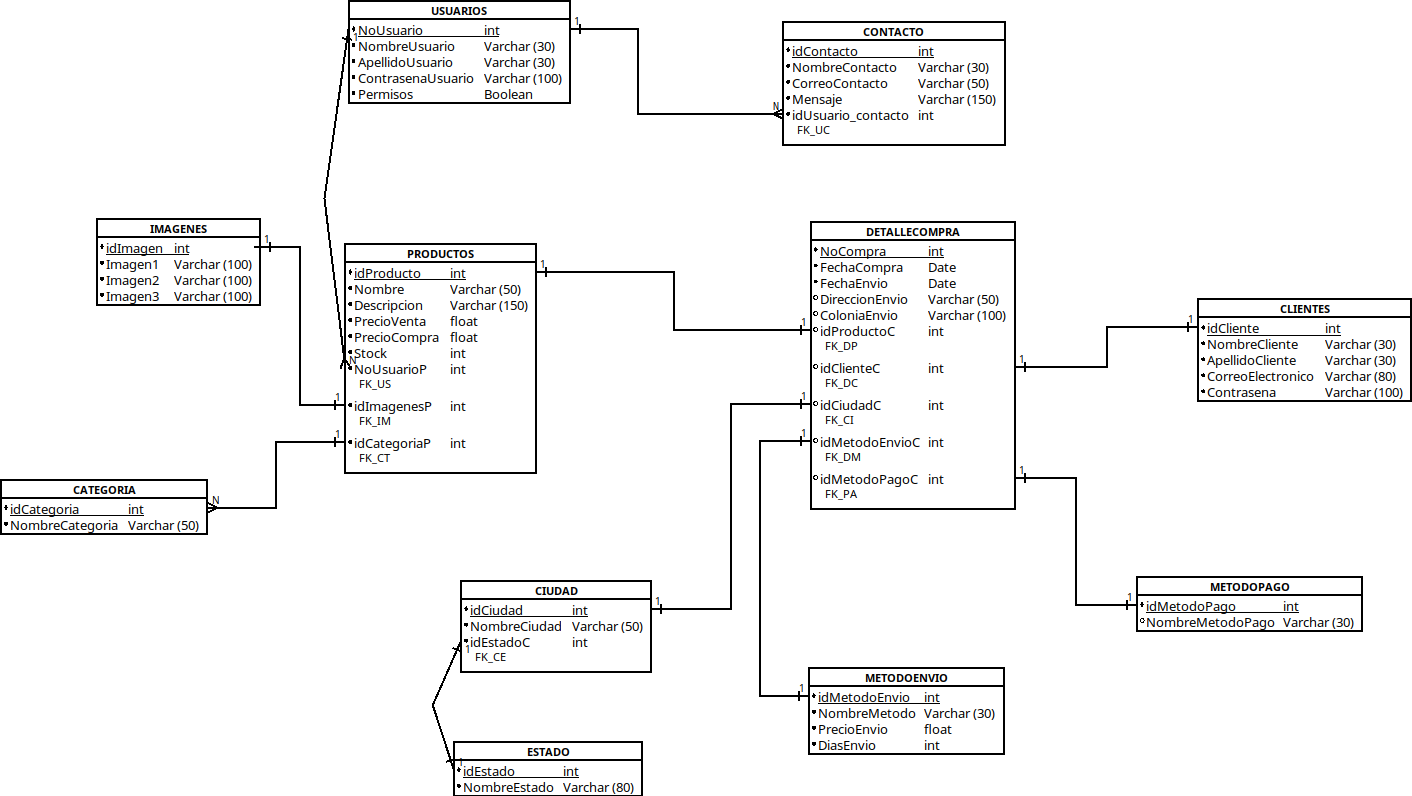 USUARIOS
NoUsuario int
NombreUsuario Varchar (30)
ApellidoUsuario Varchar (30)
ContrasenaUsuario Varchar (100)
Permisos Boolean
1
1
CONTACTO
idContacto int
NombreContacto Varchar (30)
CorreoContacto Varchar (50)
Mensaje Varchar (150)
idUsuario_contacto int
FK_UC
N
IMAGENES
idImagen int
Imagen1 Varchar (100)
Imagen2 Varchar (100)
Imagen3 Varchar (100)
1
PRODUCTOS
idProducto int
Nombre Varchar (50)
Descripcion Varchar (150)
PrecioVenta float
PrecioCompra float
Stock int
NoUsuarioP int
FK_US
idImagenesP int
FK_IM
idCategoriaP int
FK_CT
1
N
1
1
DETALLECOMPRA
NoCompra int
FechaCompra Date
FechaEnvio Date
DireccionEnvio Varchar (50)
ColoniaEnvio Varchar (100)
idProductoC int
FK_DP
idClienteC int
FK_DC
idCiudadC int
FK_CI
idMetodoEnvioC int
FK_DM
idMetodoPagoC int
FK_PA
1
1
1
1
1
CLIENTES
idCliente int
NombreCliente Varchar (30)
ApellidoCliente Varchar (30)
CorreoElectronico Varchar (80)
Contrasena Varchar (100)
1
CATEGORIA
idCategoria int
NombreCategoria Varchar (50)
N
CIUDAD
idCiudad int
NombreCiudad Varchar (50)
idEstadoC int
FK_CE
1
1
METODOPAGO
idMetodoPago int
NombreMetodoPago Varchar (30)
1
METODOENVIO
idMetodoEnvio int
NombreMetodo Varchar (30)
PrecioEnvio float
DiasEnvio int
1
ESTADO
idEstado int
NombreEstado Varchar (80)
1